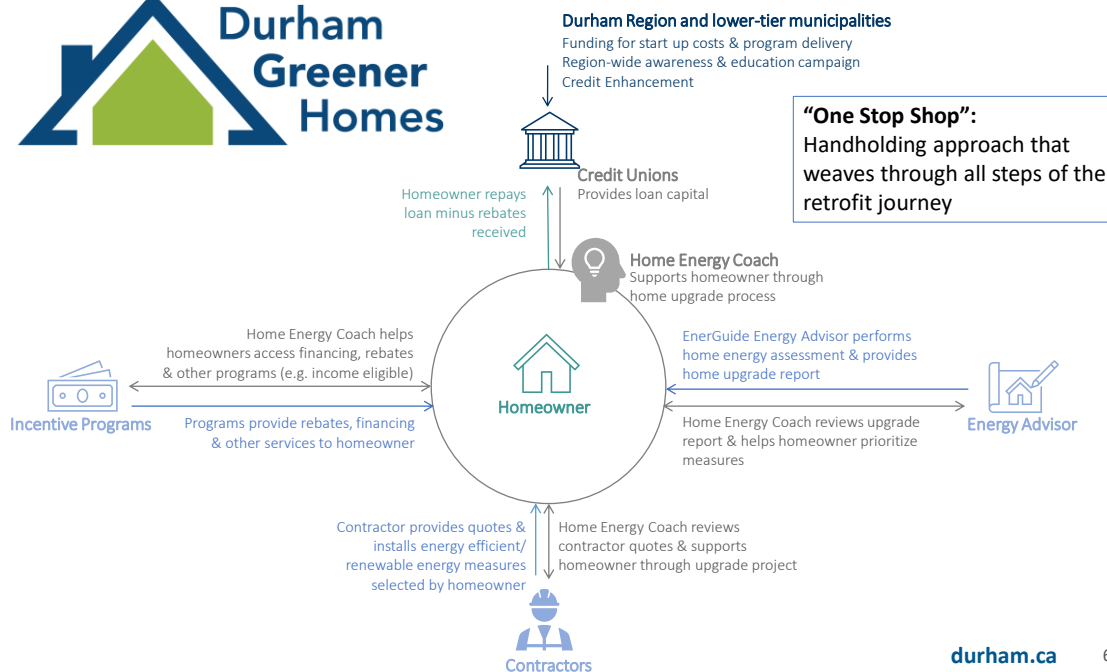 Durham
Greener
Homes
Durham Region and lower-tier municipalities
Funding for start up costs & program delivery
Region-wide awareness & education campaign
Credit Enhancement
“One Stop Shop”:
Handholding approach that
weaves through all steps of the
retrofit journey
Credit Unions
Provides loan capital
Homeowner repays
loan minus rebates
received
Home Energy Coach
Supports homeowner through
home upgrade process
Home Energy Coach helps
homeowners access financing, rebates
& other programs (e.g. income eligible)
EnerGuide Energy Advisor performs
home energy assessment & provides
home upgrade report
Homeowner
Incentive Programs
Programs provide rebates, financing
& other services to homeowner
Home Energy Coach reviews upgrade
report & helps homeowner prioritize
measures
Energy Advisor
Contractor provides quotes &
installs energy efficient/
renewable energy measures
selected by homeowner
Home Energy Coach reviews
contractor quotes & supports
homeowner through upgrade project
Contractors
durham.ca
6